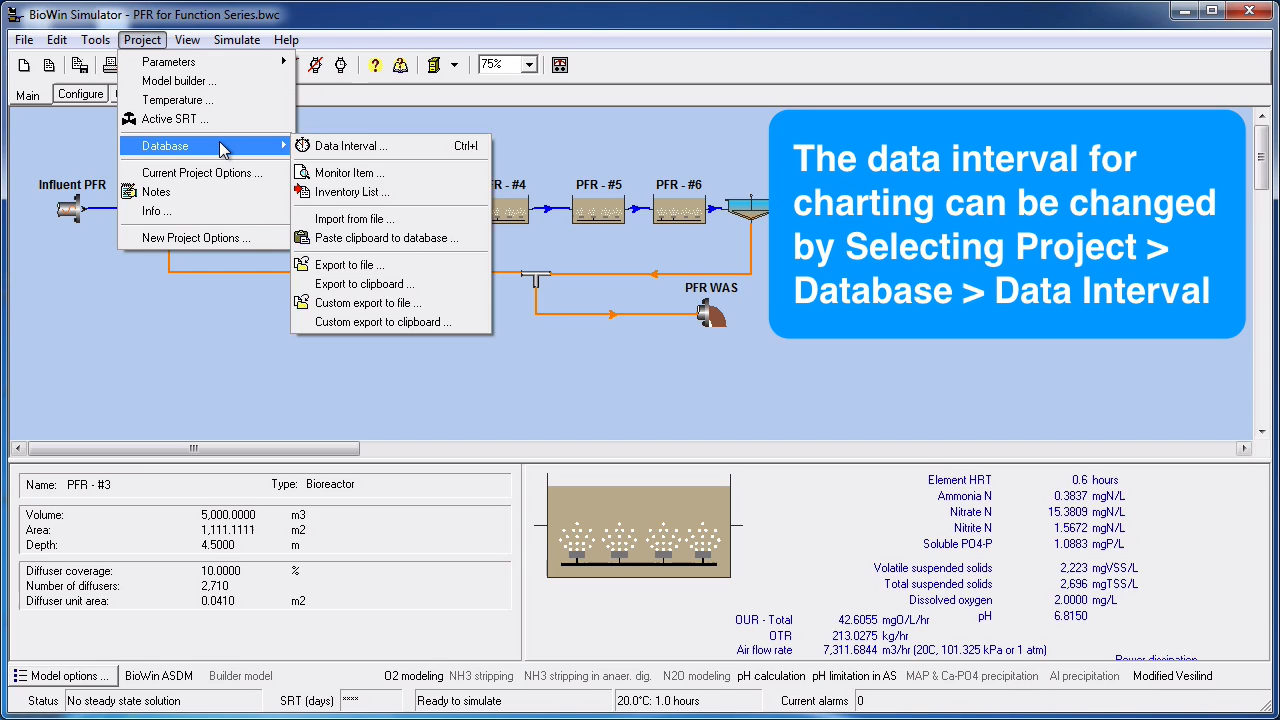 BioWin Simulator - PFR for Function Series.bwc
File Edit Tools Project View Simulate Help
75%
Main Configure
Parameters
Model builder ...
Temperature ...
Active SRT ...
Database
Current Project Options ...
Notes
Info ...
New Project Options ...
Data Interval ... Ctrl+I
Monitor Item ...
Inventory List ...
Import from file ...
Paste clipboard to database ...
Export to file ...
Export to clipboard ...
Custom export to file ...
Custom export to clipboard ...
Influent PFR
FR - #4 PFR - #5 PFR - #6
PFR WAS
The data interval for
charting can be changed
by Selecting Project >
Database > Data Interval
Name: PFR - #3 Type: Bioreactor
Volume: 5,000.0000 m3
Area: 1,111.1111 m2
Depth: 4.5000 m
Diffuser coverage: 10.0000 %
Number of diffusers: 2,710
Diffuser unit area: 0.0410 m2
Element HRT 0.6 hours
Ammonia N 0.3837 mgN/L
Nitrate N 15.3809 mgN/L
Nitrite N 1.5672 mgN/L
Soluble PO4-P 1.0883 mgP/L
Volatile suspended solids 2,223 mgVSS/L
Total suspended solids 2,696 mgTSS/L
Dissolved oxygen 2.0000 mg/L
pH 6.8150
OUR - Total 42.6055 mgO/L/hr
OTR 213.0275 kg/hr
Air flow rate 7,311.6844 m3/hr (20C, 101.325 kPa or 1 atm)
Power dissipation
Model options ... BioWin ASDM Builder model O2 modeling NH3 stripping NH3 stripping in anaer. dig. N2O modeling pH calculation pH limitation in AS MAP & Ca-PO4 precipitation Al precipitation Modified Vesilind
Status No steady state solution SRT (days) **** Ready to simulate 20.0°C: 1.0 hours Current alarms 0